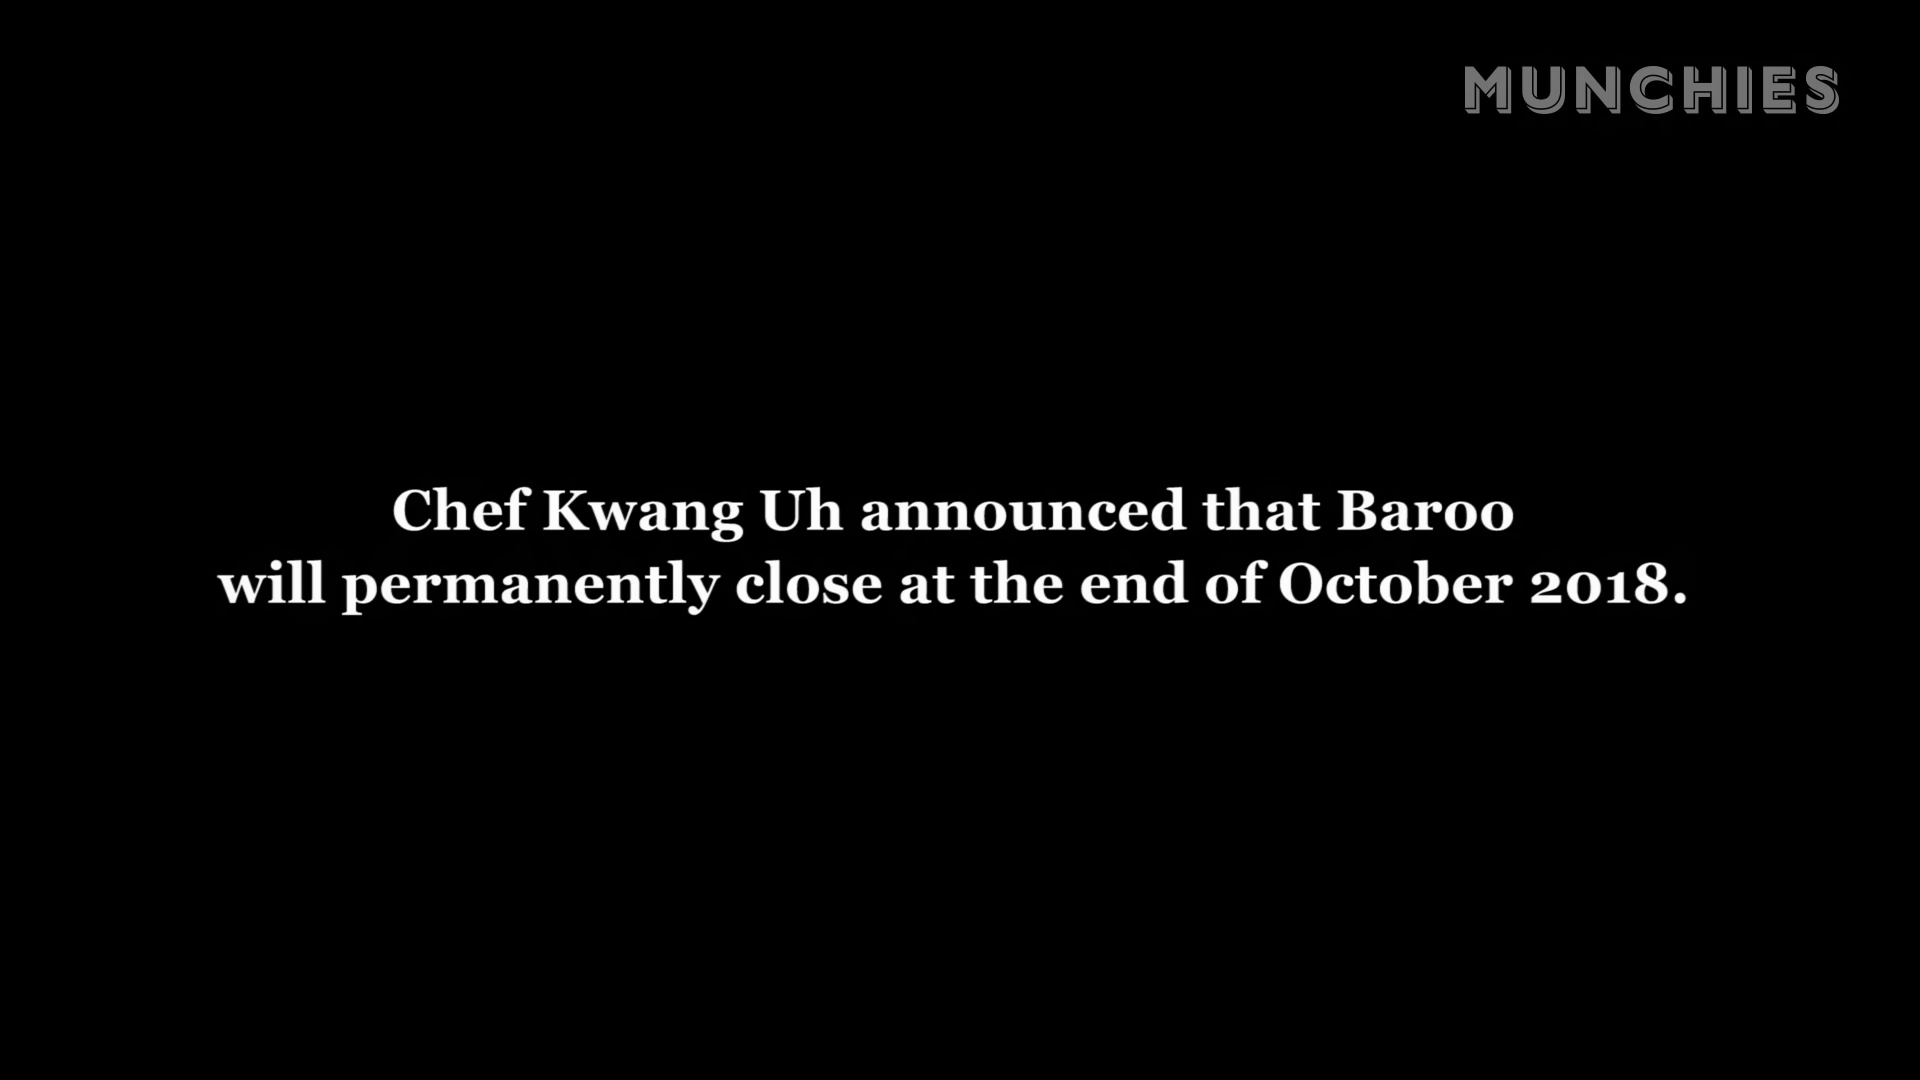 MUNCHIES
Chef Kwang Uh announced that Baroo
will permanently close at the end of October 2018.